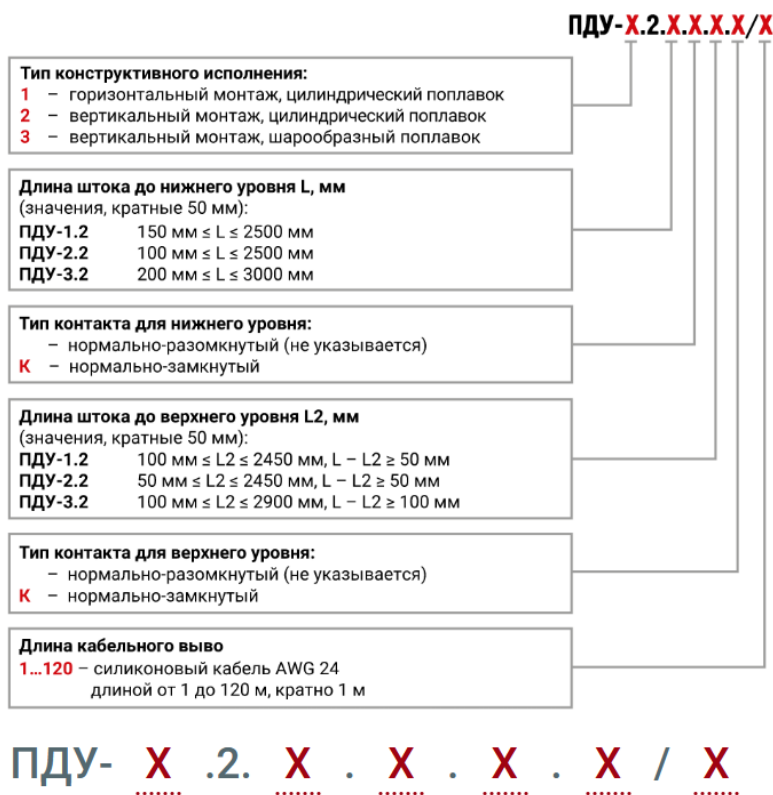 ПДУ-X.2.X.X.X.X/X
Тип конструктивного исполнения:
1 – горизонтальный монтаж, цилиндрический поплавок
2 – вертикальный монтаж, цилиндрический поплавок
3 – вертикальный монтаж, шарообразный поплавок
Длина штока до нижнего уровня L, мм
(значения, кратные 50 мм):
ПДУ-1.2 150 мм ≤ L ≤ 2500 мм
ПДУ-2.2 100 мм ≤ L ≤ 2500 мм
ПДУ-3.2 200 мм ≤ L ≤ 3000 мм
Тип контакта для нижнего уровня:
– нормально-разомкнутый (не указывается)
К – нормально-замкнутый
Длина штока до верхнего уровня L2, мм
(значения, кратные 50 мм):
ПДУ-1.2 100 мм ≤ L2 ≤ 2450 мм, L – L2 ≥ 50 мм
ПДУ-2.2 50 мм ≤ L2 ≤ 2450 мм, L – L2 ≥ 50 мм
ПДУ-3.2 100 мм ≤ L2 ≤ 2900 мм, L – L2 ≥ 100 мм
Тип контакта для верхнего уровня:
– нормально-разомкнутый (не указывается)
К – нормально-замкнутый
Длина кабельного выво
1...120 – силиконовый кабель AWG 24
длиной от 1 до 120 м, кратно 1 м
ПДУ- X .2. X . X . X . X / X